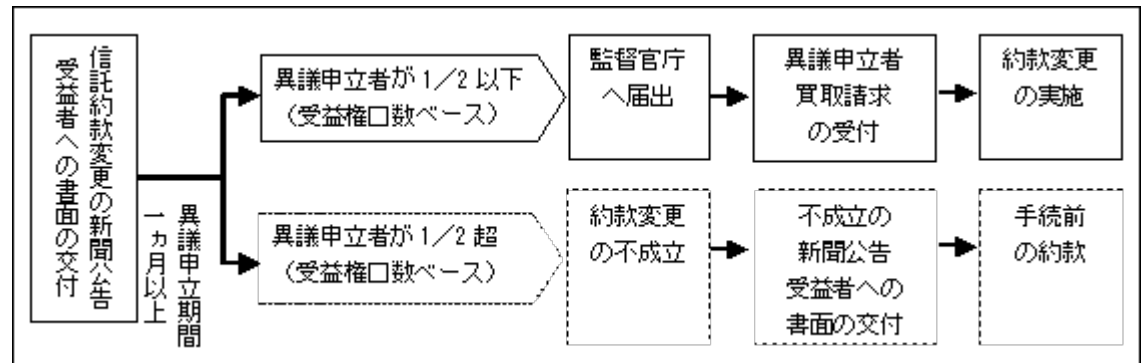 信託約款変更の新聞公告
受益者への書面の交付
異議申立期間
一ヵ月以上
異議申立者が1/2以下
(受益権口数ベース)
監督官庁
へ届出
異議申立者
買取請求
の受付
約款変更
の実施
異議申立者が1/2超
(受益権口数ベース)
約款変更
の不成立
不成立の
新聞公告
受益者への
書面の交付
手続前
の約款